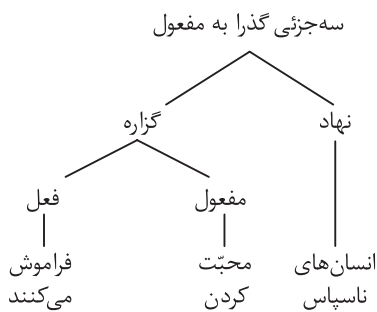 سه‌جزئی گذرا به مفعول
نهاد
گزاره
مفعول
فعل
انسان‌های
ناسپاس
محبّت
کردن
فراموش
می‌کنند